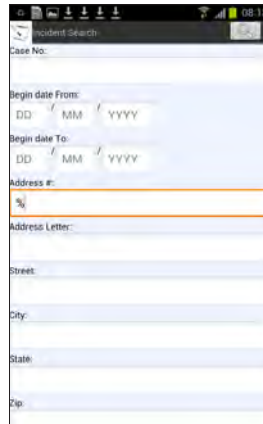 08:13
Incident Search
Case No:
Begin date From:
DD / MM / YYYY
Begin date To:
DD / MM / YYYY
Address #:
%
Address Letter:
Street:
City:
State:
Zip: